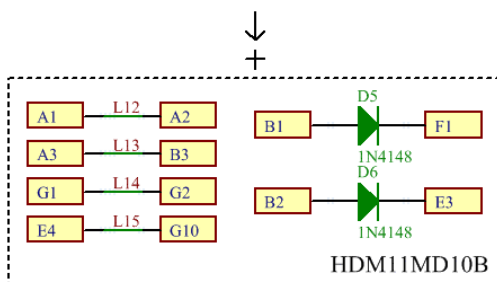 +
A1 L12 A2
A3 L13 B3
G1 L14 G2
E4 L15 G10
D5
B1 F1
1N4148
D6
B2 E3
1N4148
HDM11MD10B